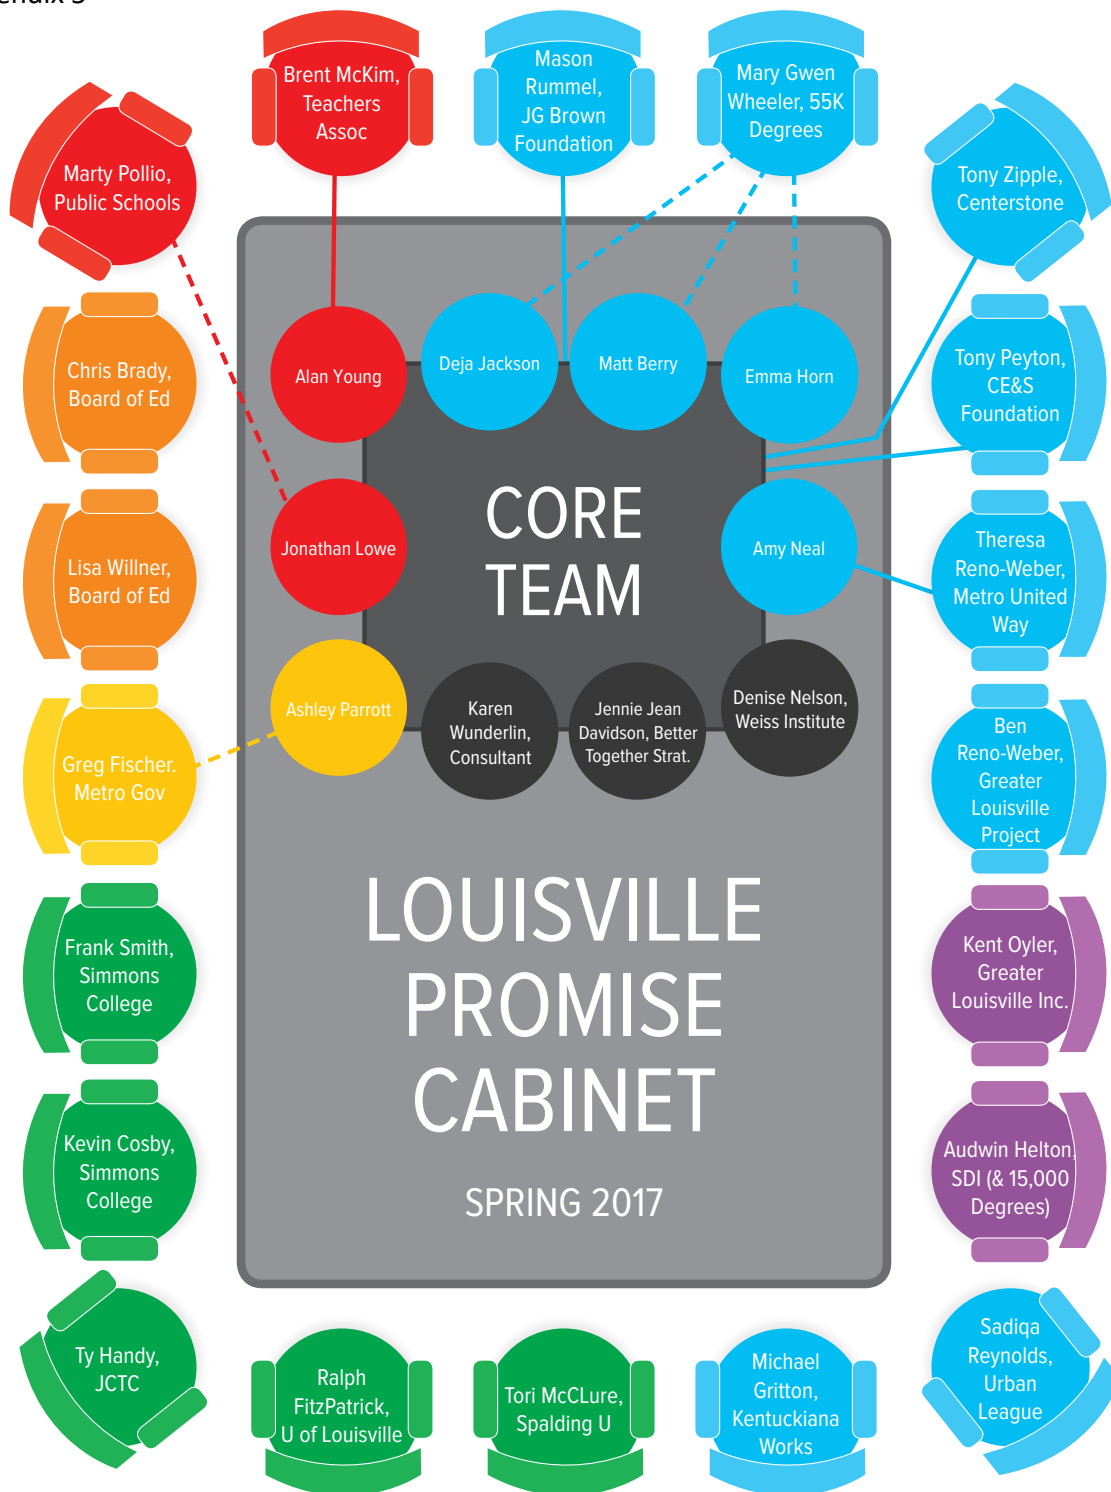 Brent McKim,
Teachers
Assoc
Mason
Rummel,
JG Brown
Foundation
Mary Gwen
Wheeler, 55K
Degrees
Marty Pollio,
Public Schools
Tony Zipple,
Centerstone
Chris Brady,
Board of Ed
Alan Young
Deja Jackson
Matt Berry
Emma Horn
Tony Peyton,
CE&S
Foundation
Lisa Willner,
Board of Ed
Jonathan Lowe
CORE
TEAM
Amy Neal
Theresa
Reno-Weber,
Metro United
Way
Greg Fischer.
Metro Gov
Ashley Parrott
Karen
Wunderlin,
Consultant
Jennie Jean
Davidson, Better
Together Strat.
Denise Nelson,
Weiss Institute
Ben
Reno-Weber,
Greater
Louisville
Project
Frank Smith,
Simmons
College
LOUISVILLE
PROMISE
CABINET
SPRING 2017
Kent Oyler,
Greater
Louisville Inc.
Kevin Cosby,
Simmons
College
Audwin Helton,
SDI (& 15,000
Degrees)
Ty Handy,
JCTC
Ralph
FitzPatrick,
U of Louisville
Tori McCLure,
Spalding U
Michael
Gritton,
Kentuckiana
Works
Sadiqa
Reynolds,
Urban
League